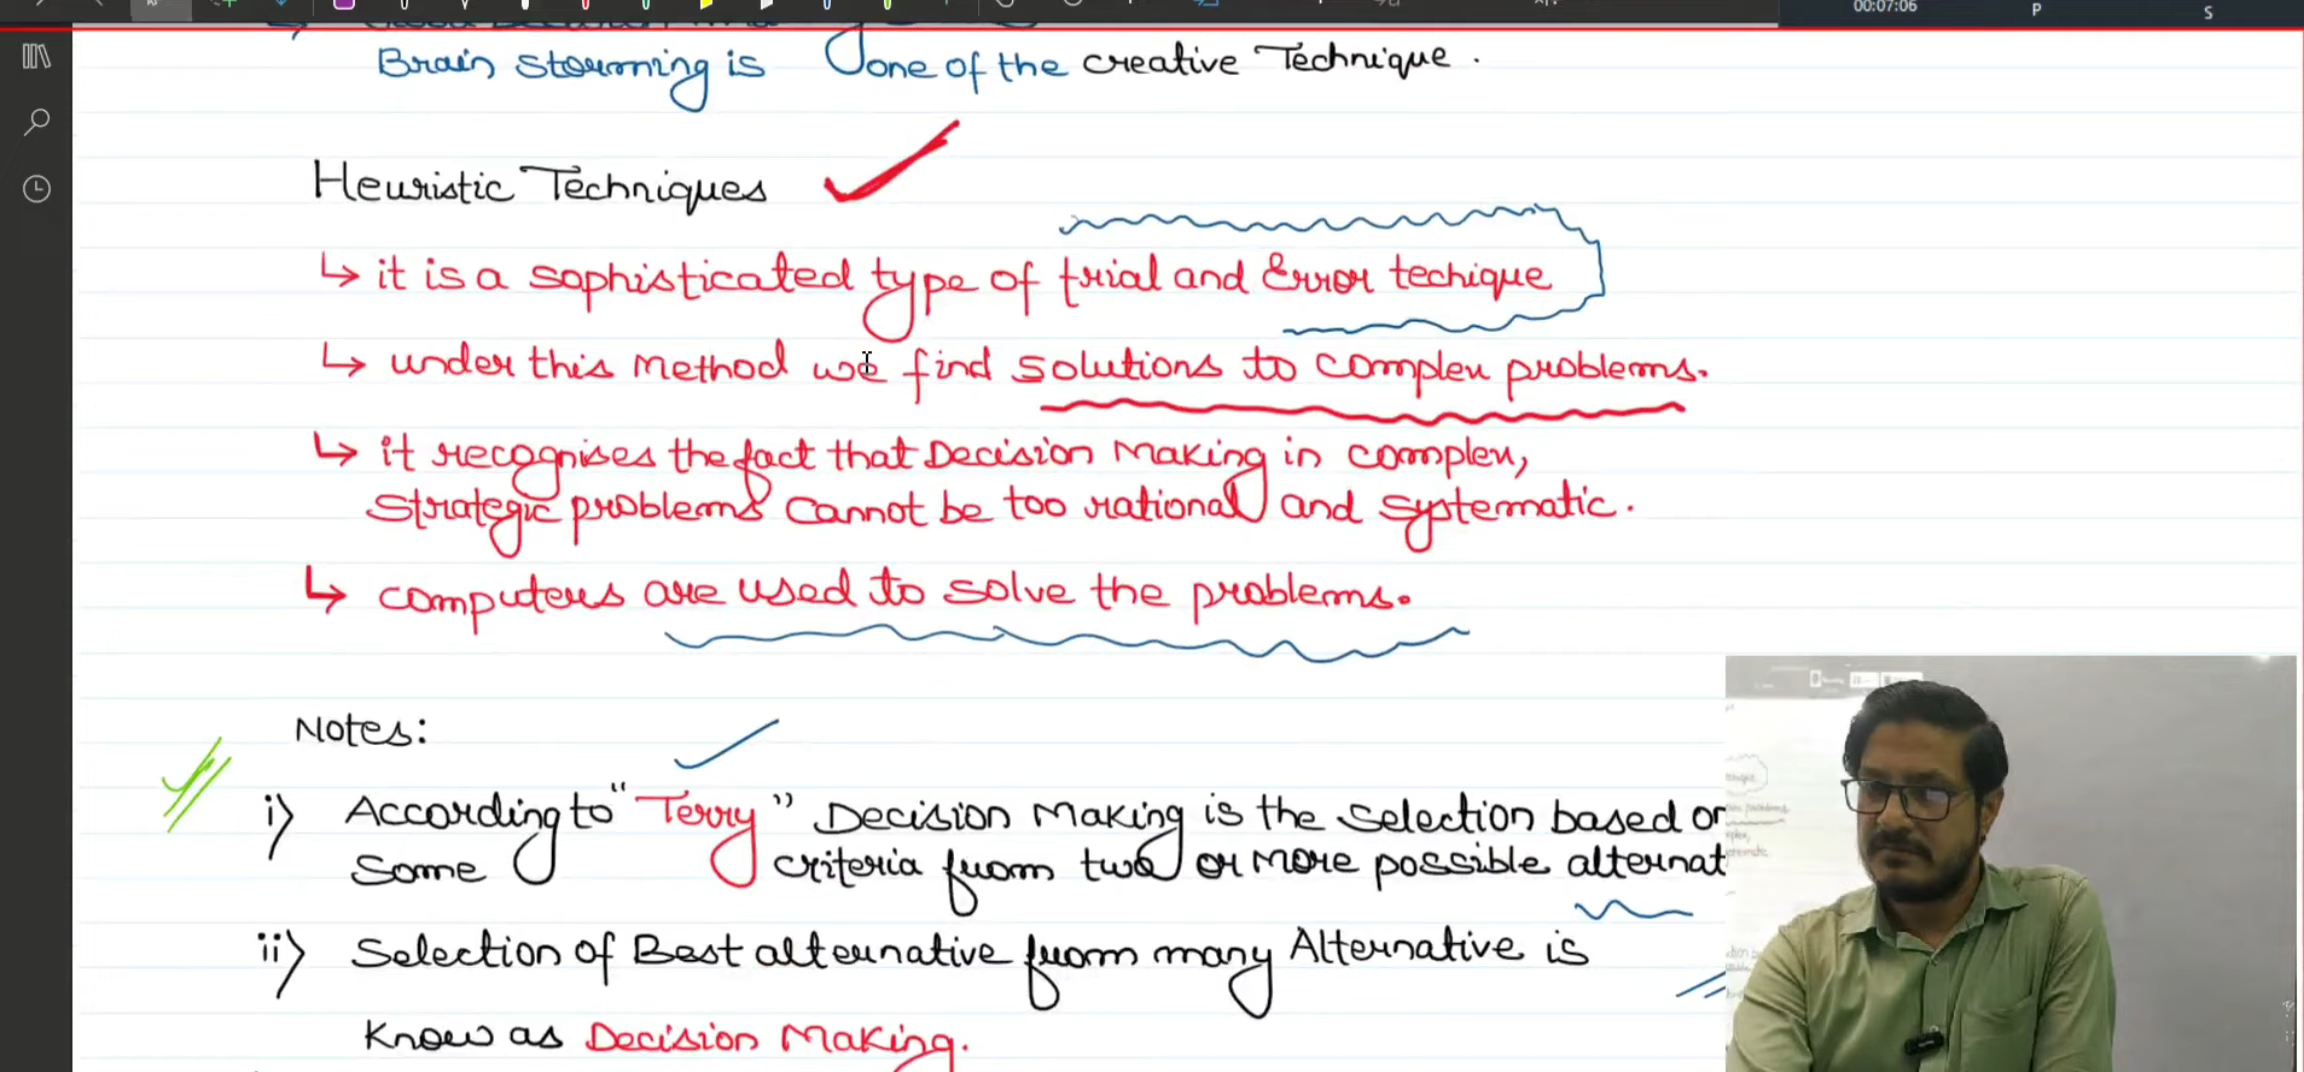 00:07:06
P
S
Brain storming is one of the creative Technique.
Heuristic Techniques
↳ it is a sophisticated type of trial and Error techique
↳ under this Method we find solutions to complex problems.
↳ it recognises the fact that Decision Making in complex,
Strategic problems cannot be too rational and systematic.
↳ computers are used to solve the problems.
Notes:
i) According to "Terry" Decision Making is the Selection based on
Some criteria from two or more possible alternat
ii) Selection of Best alternative from many Alternative is
Know as Decision Making.